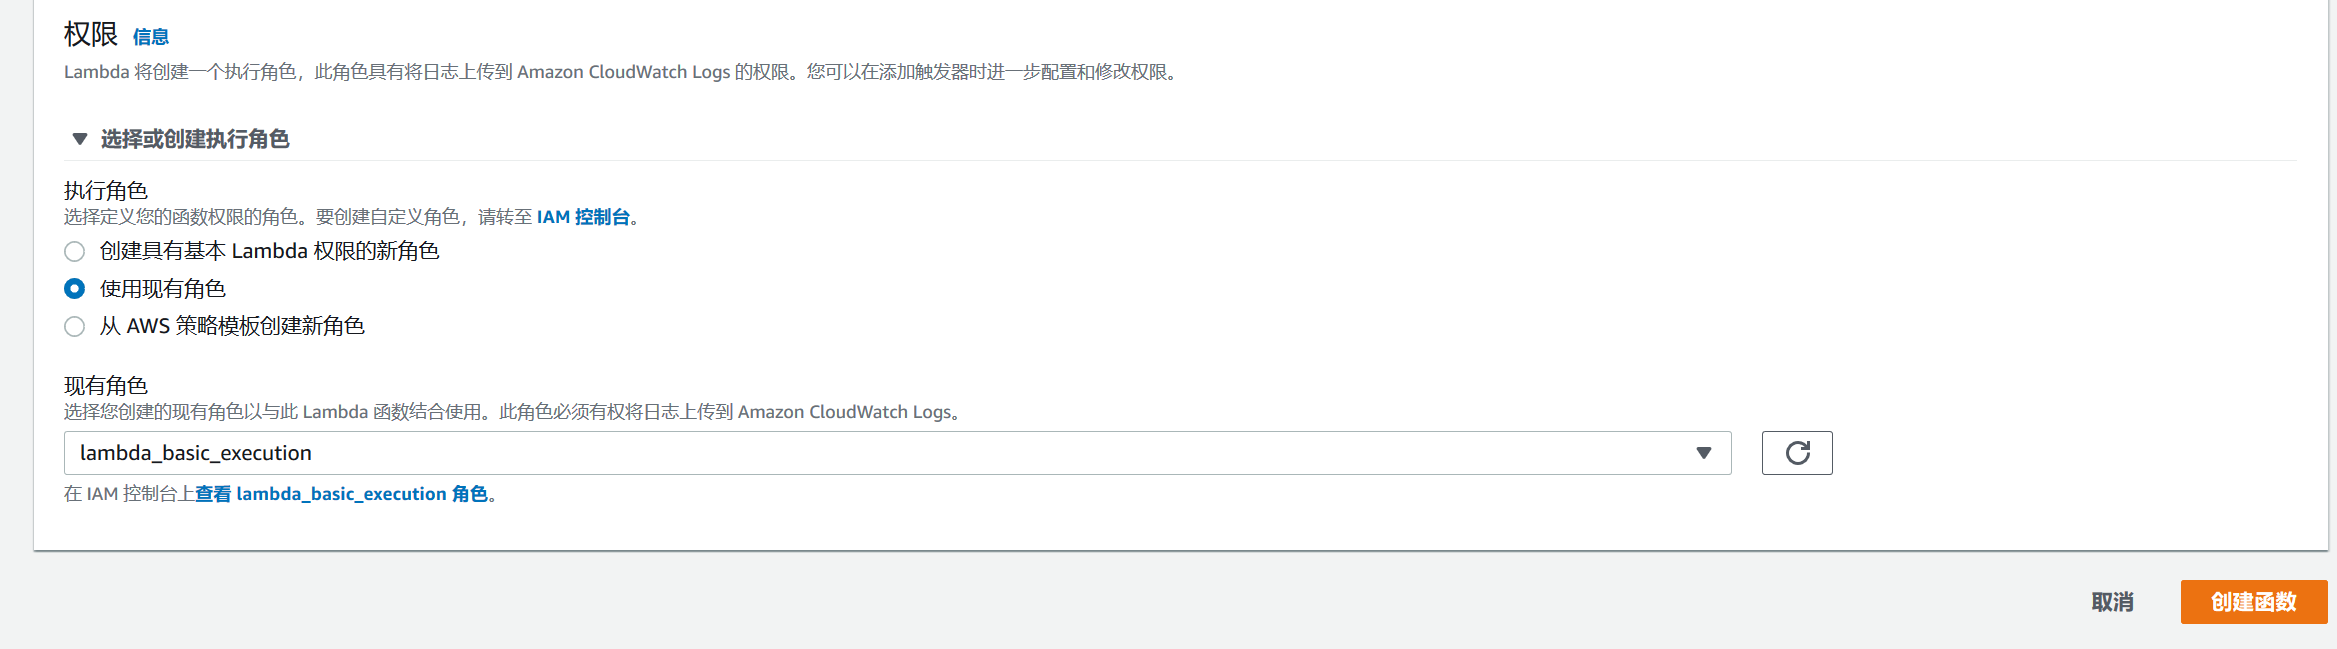 权限 信息
Lambda 将创建一个执行角色，此角色具有将日志上传到 Amazon CloudWatch Logs 的权限。您可以在添加触发器时进一步配置和修改权限。
选择或创建执行角色
执行角色
选择定义您的函数权限的角色。要创建自定义角色，请转至 IAM 控制台。
创建具有基本 Lambda 权限的新角色
使用现有角色
从 AWS 策略模板创建新角色
现有角色
选择您创建的现有角色以与此 Lambda 函数结合使用。此角色必须有权将日志上传到 Amazon CloudWatch Logs。
lambda_basic_execution
在 IAM 控制台上查看 lambda_basic_execution 角色。
取消 创建函数